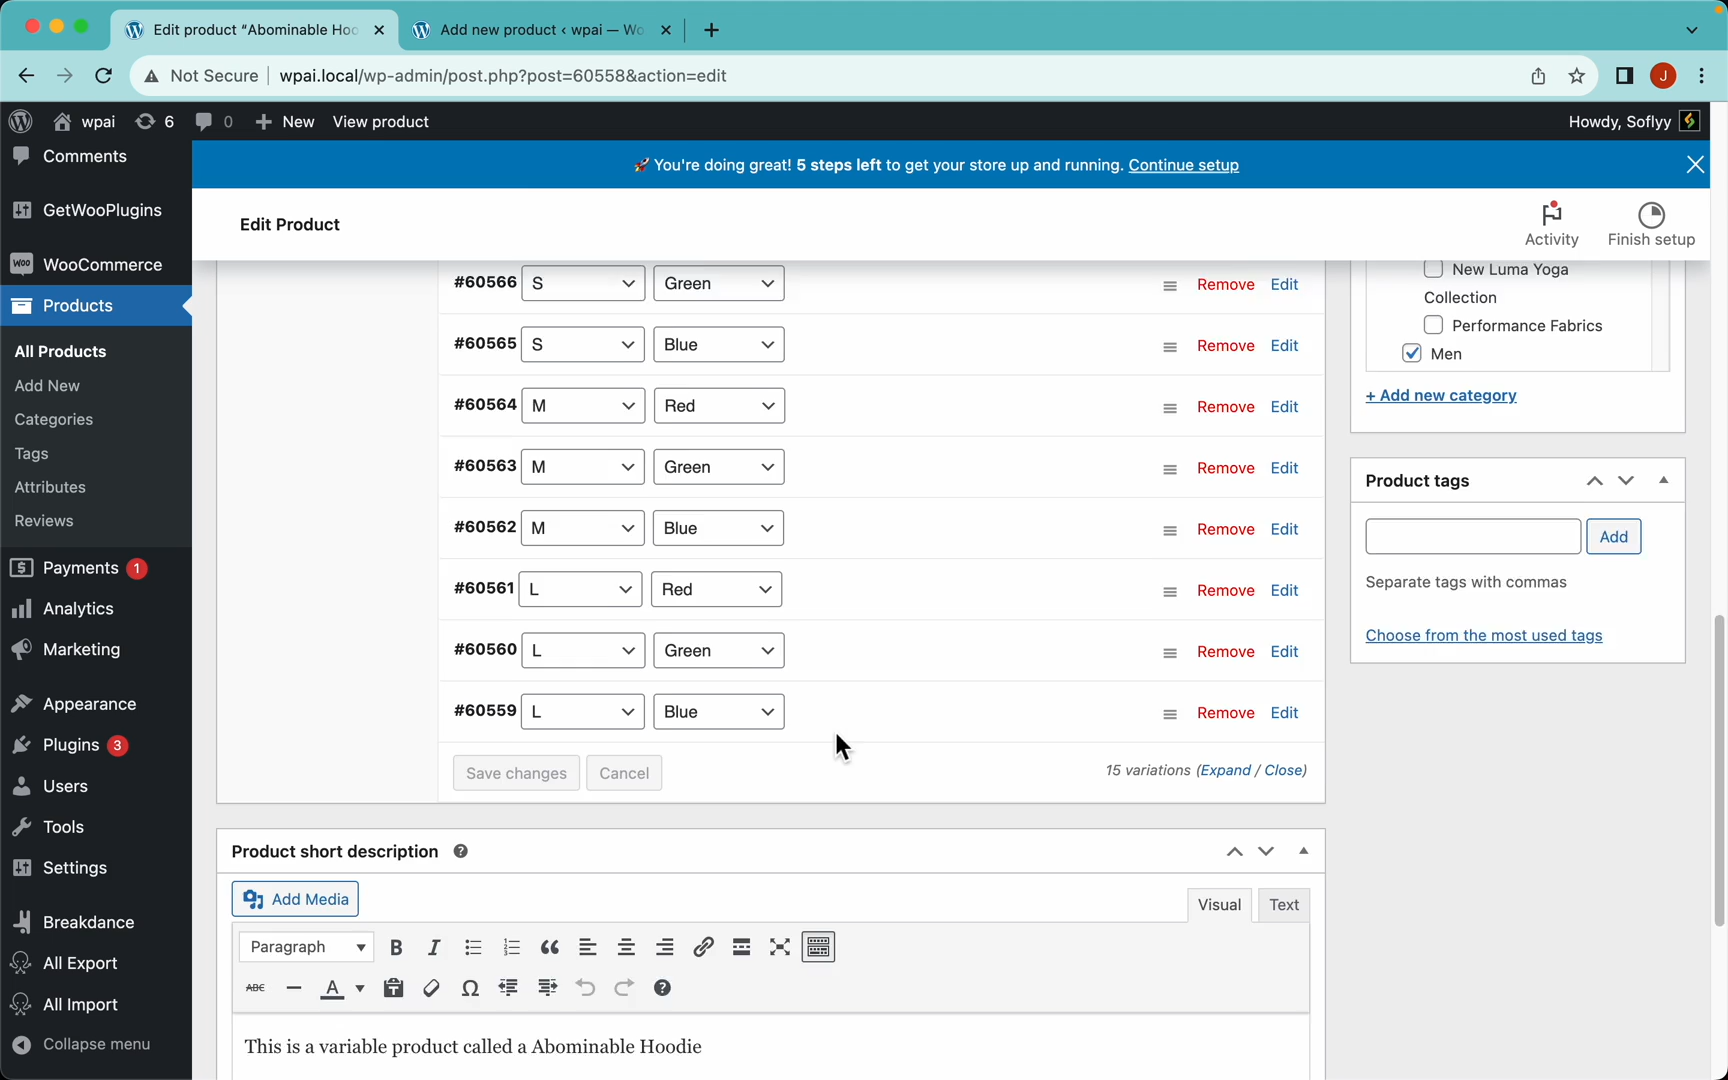 Edit product “Abominable Hoo
Add new product ‹ wpai — Wo
Not Secure
wpai.local/wp-admin/post.php?post=60558&action=edit
J
wpai
6
0
New
View product
Howdy, Soflyy
Comments
GetWooPlugins
WooCommerce
Products
All Products
Add New
Categories
Tags
Attributes
Reviews
Payments 1
Analytics
Marketing
Appearance
Plugins 3
Users
Tools
Settings
Breakdance
All Export
All Import
Collapse menu
🚀 You're doing great! 5 steps left to get your store up and running. Continue setup
Edit Product
Activity
Finish setup
#60566 S Green Remove Edit
#60565 S Blue Remove Edit
#60564 M Red Remove Edit
#60563 M Green Remove Edit
#60562 M Blue Remove Edit
#60561 L Red Remove Edit
#60560 L Green Remove Edit
#60559 L Blue Remove Edit
Save changes
Cancel
15 variations (Expand / Close)
Product short description
Add Media
Visual
Text
Paragraph
ABC
This is a variable product called a Abominable Hoodie
New Luma Yoga
Collection
Performance Fabrics
Men
+ Add new category
Product tags
Add
Separate tags with commas
Choose from the most used tags